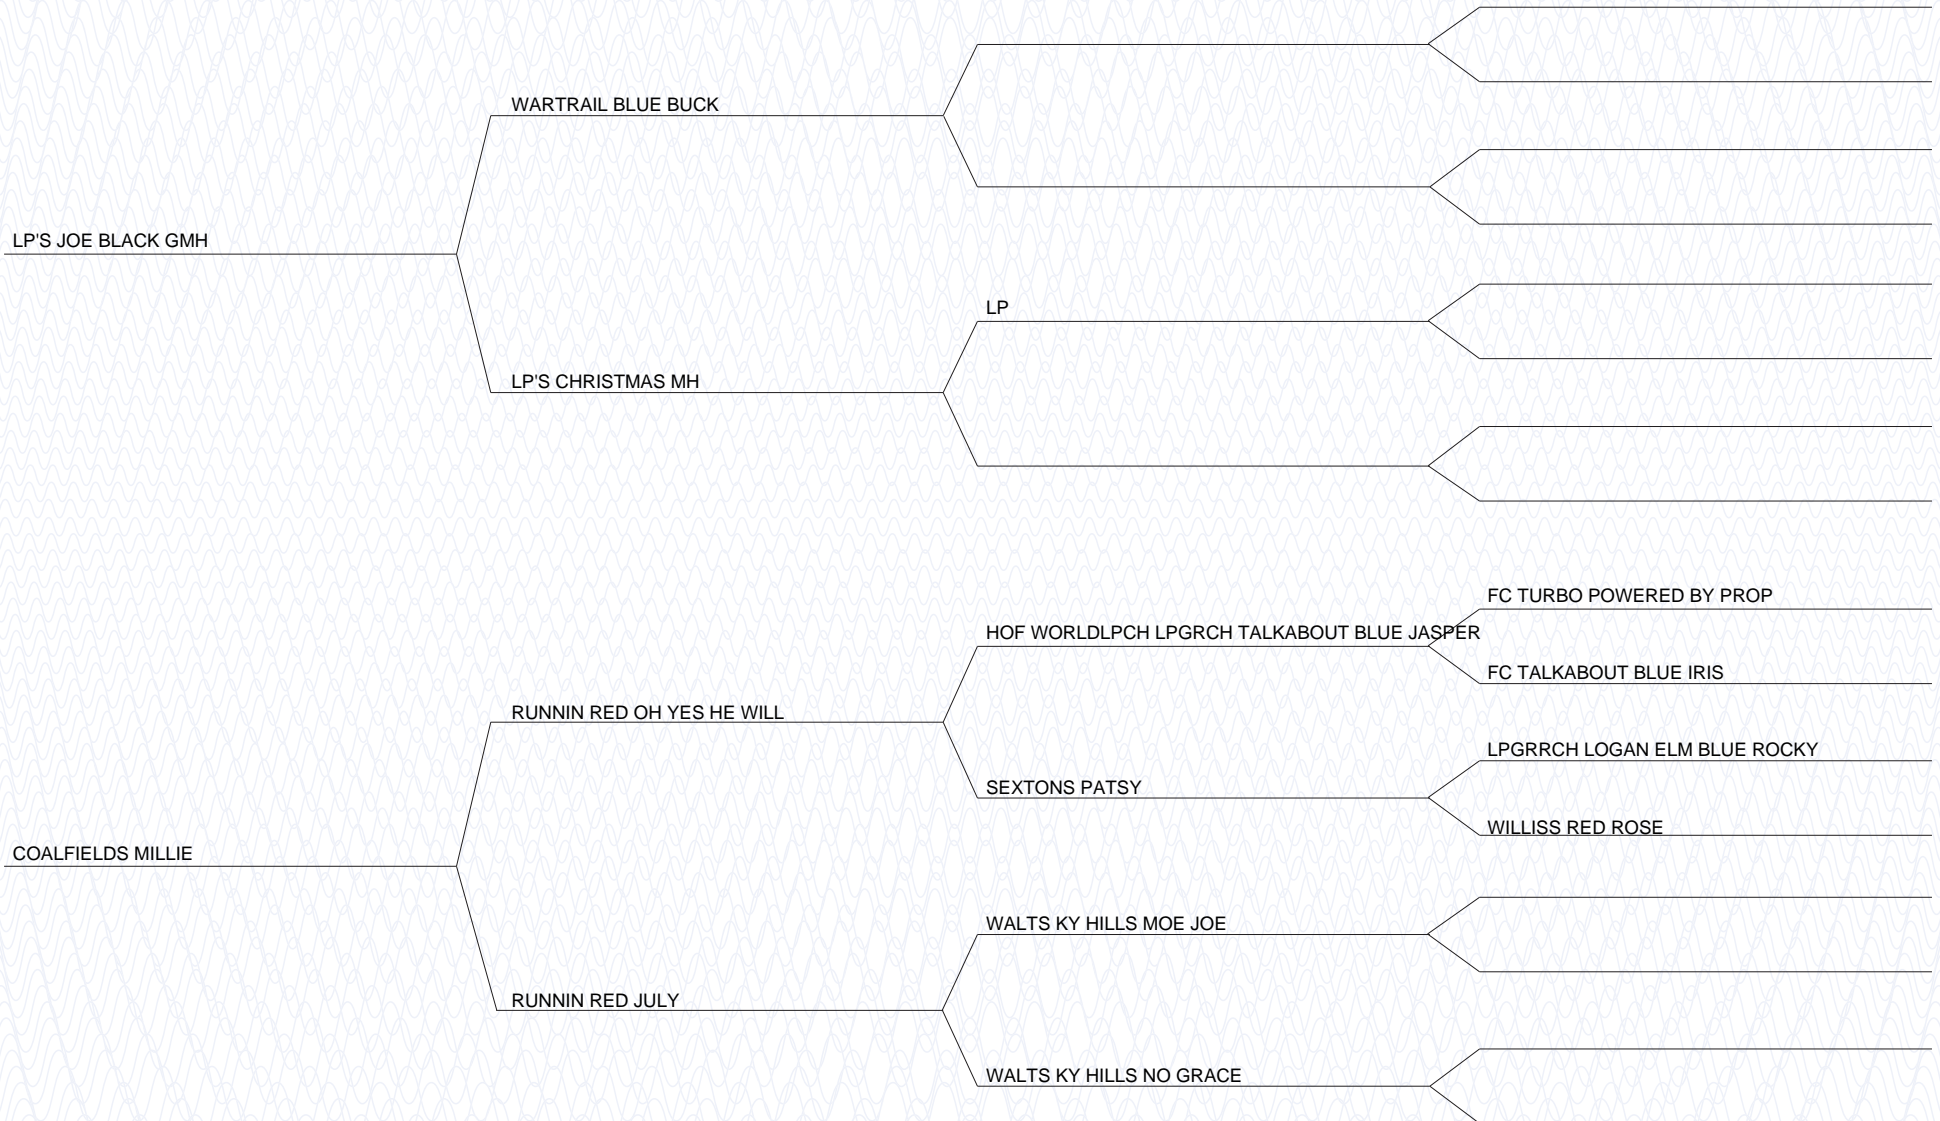 WARTRAIL BLUE BUCK
LP'S JOE BLACK GMH
LP
LP'S CHRISTMAS MH
FC TURBO POWERED BY PROP
HOF WORLDLPCH LPGRCH TALKABOUT BLUE JASPER
FC TALKABOUT BLUE IRIS
RUNNIN RED OH YES HE WILL
LPGRRCH LOGAN ELM BLUE ROCKY
SEXTONS PATSY
WILLISS RED ROSE
COALFIELDS MILLIE
WALTS KY HILLS MOE JOE
RUNNIN RED JULY
WALTS KY HILLS NO GRACE